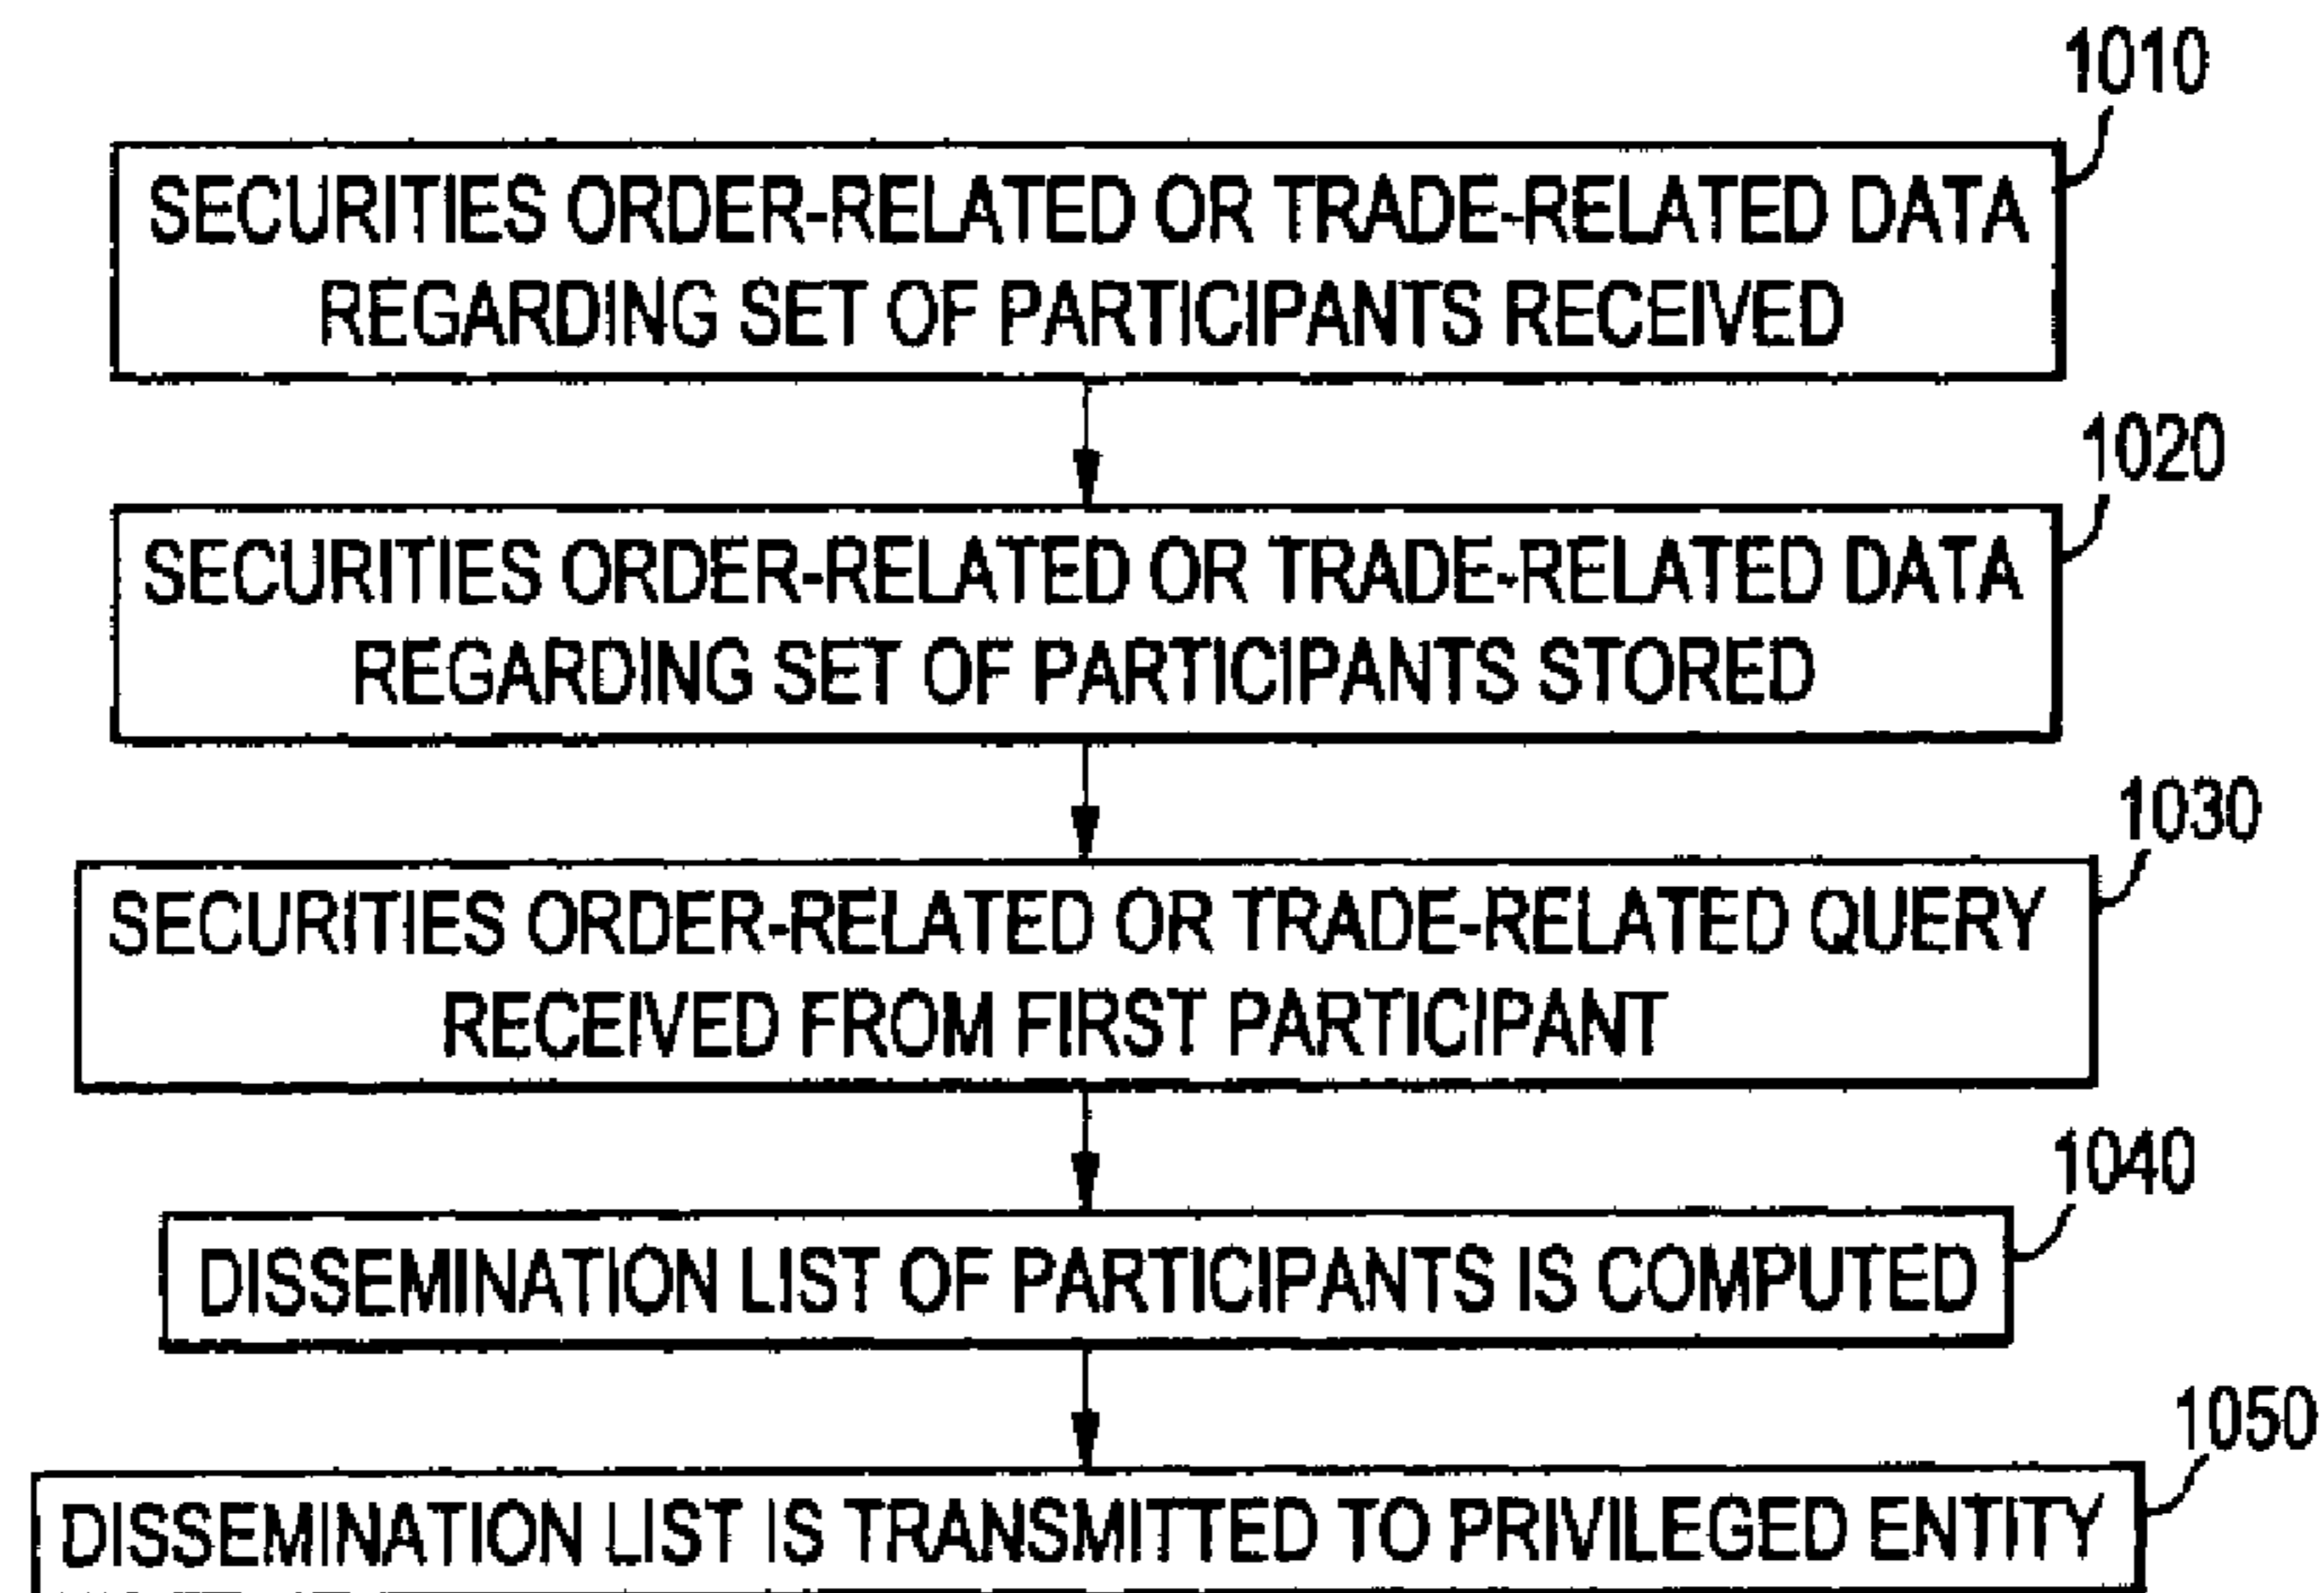 1010
SECURITIES ORDER-RELATED OR TRADE-RELATED DATA
REGARDING SET OF PARTICIPANTS RECEIVED
1020
SECURITIES ORDER-RELATED OR TRADE-RELATED DATA
REGARDING SET OF PARTICIPANTS STORED
1030
SECURITIES ORDER-RELATED OR TRADE-RELATED QUERY
RECEIVED FROM FIRST PARTICIPANT
1040
DISSEMINATION LIST OF PARTICIPANTS IS COMPUTED
1050
DISSEMINATION LIST IS TRANSMITTED TO PRIVILEGED ENTITY